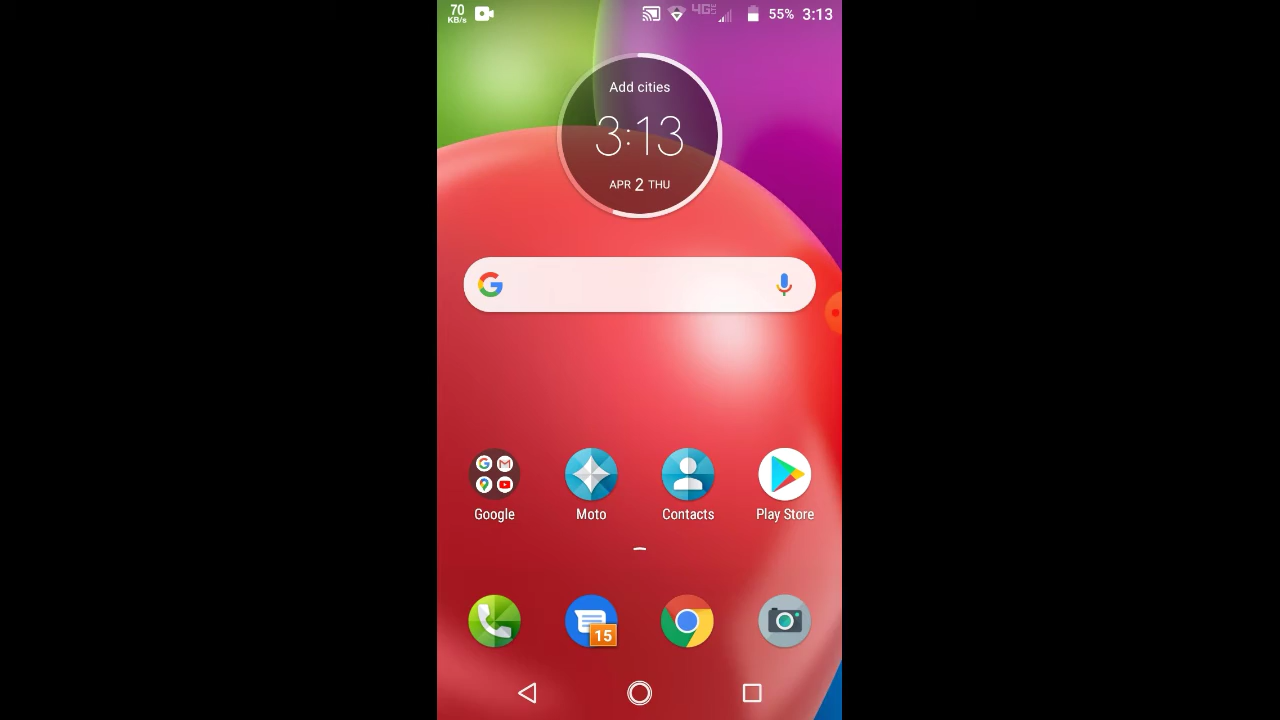 70
KB/s
4G LTE
55% 3:13
Add cities
3:13
APR 2 THU
Google
Moto
Contacts
Play Store
15